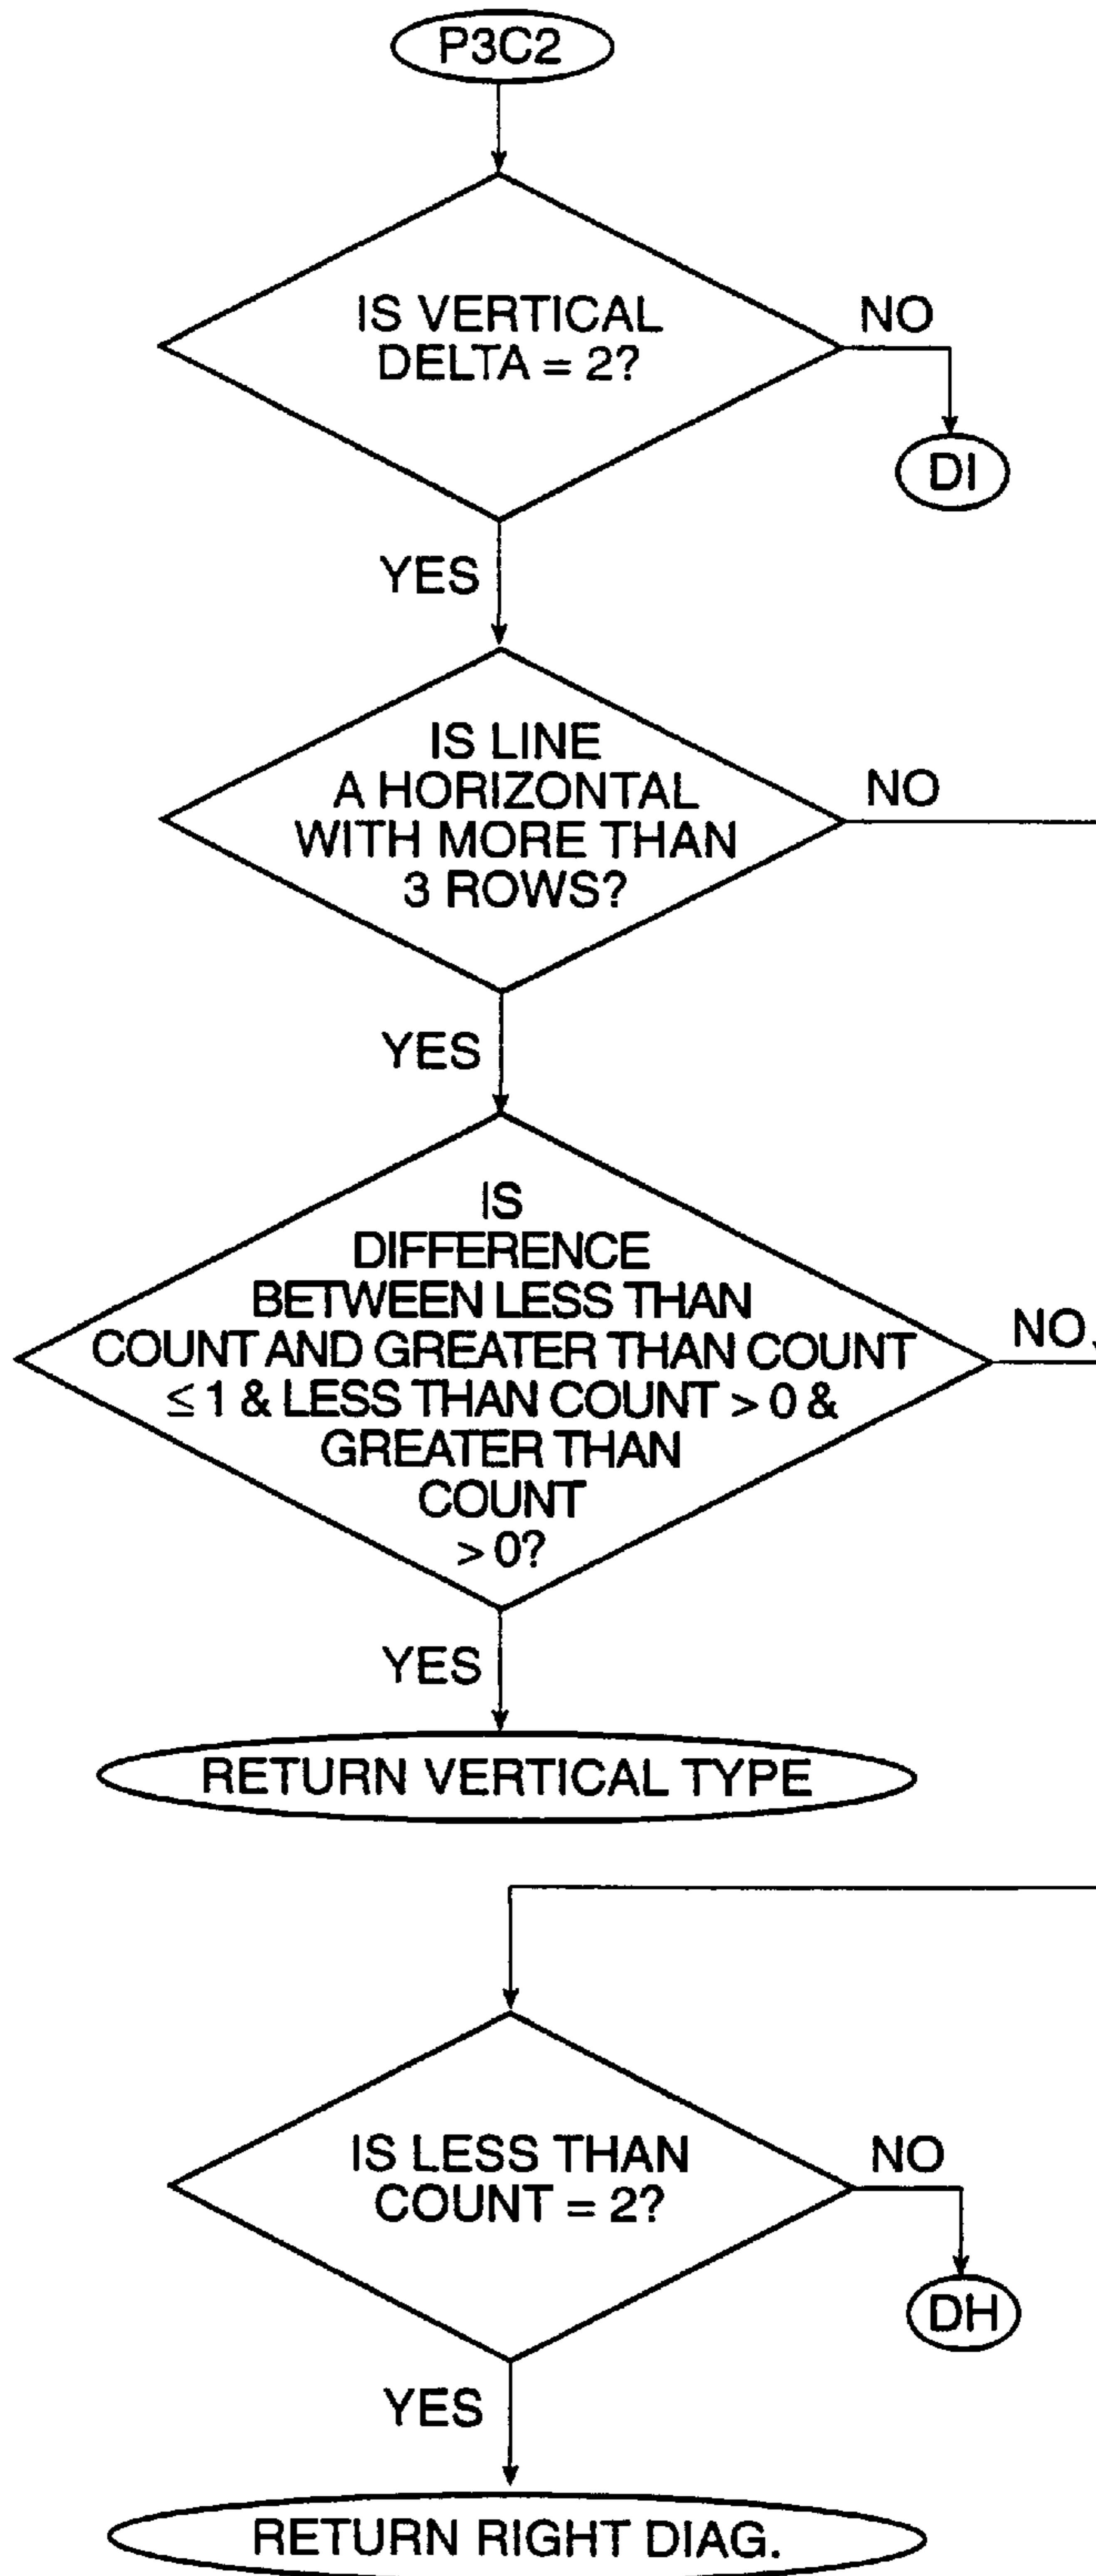 P3C2
IS VERTICAL
DELTA = 2?
NO
DI
YES
IS LINE
A HORIZONTAL
WITH MORE THAN
3 ROWS?
NO
YES
IS
DIFFERENCE
BETWEEN LESS THAN
COUNT AND GREATER THAN COUNT
≤ 1 & LESS THAN COUNT > 0 &
GREATER THAN
COUNT
> 0?
NO
YES
RETURN VERTICAL TYPE
IS LESS THAN
COUNT = 2?
NO
DH
YES
RETURN RIGHT DIAG.